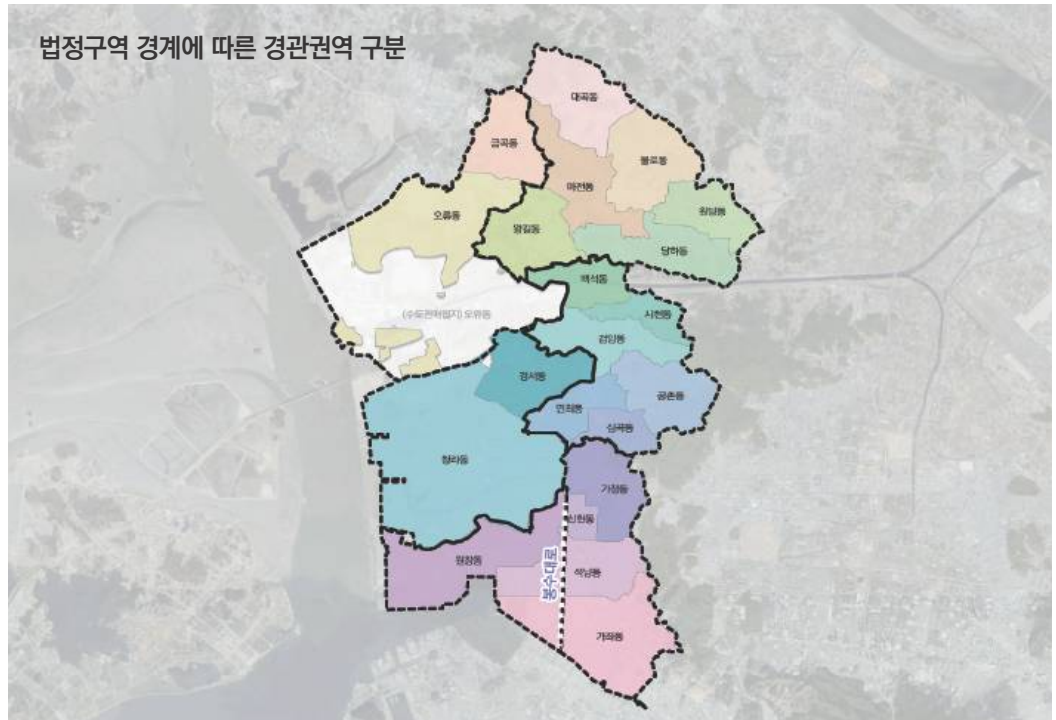 법정구역 경계에 따른 경관권역 구분
대곡동
금곡동
불로동
마전동
오류동
원당동
왕길동
당하동
백석동
(수도권매립지) 오류동
시천동
검암동
경서동
공촌동
연희동
심곡동
청라동
가정동
신현동
원창동
봉수대로
석남동
가좌동